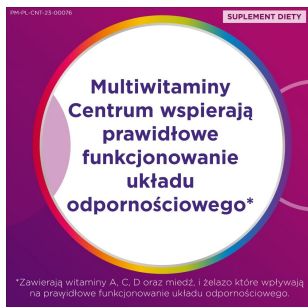 PM-PL-CNT-23-00076
SUPLEMENT DIETY
Multiwitaminy
Centrum wspierają
prawidłowe
funkcjonowanie
układu
odpornościowego*
*Zawierają witaminy A, C, D oraz miedź, i żelazo które wpływają
na prawidłowe funkcjonowanie układu odpornościowego.